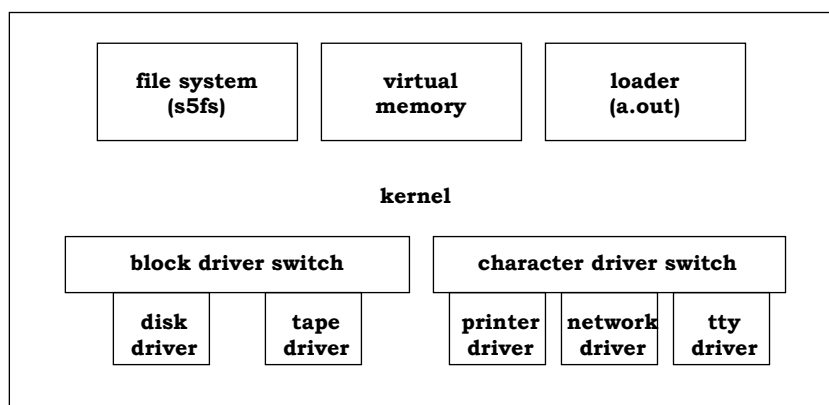 file system
(s5fs)
virtual
memory
loader
(a.out)
kernel
block driver switch
character driver switch
disk
driver
tape
driver
printer
driver
network
driver
tty
driver